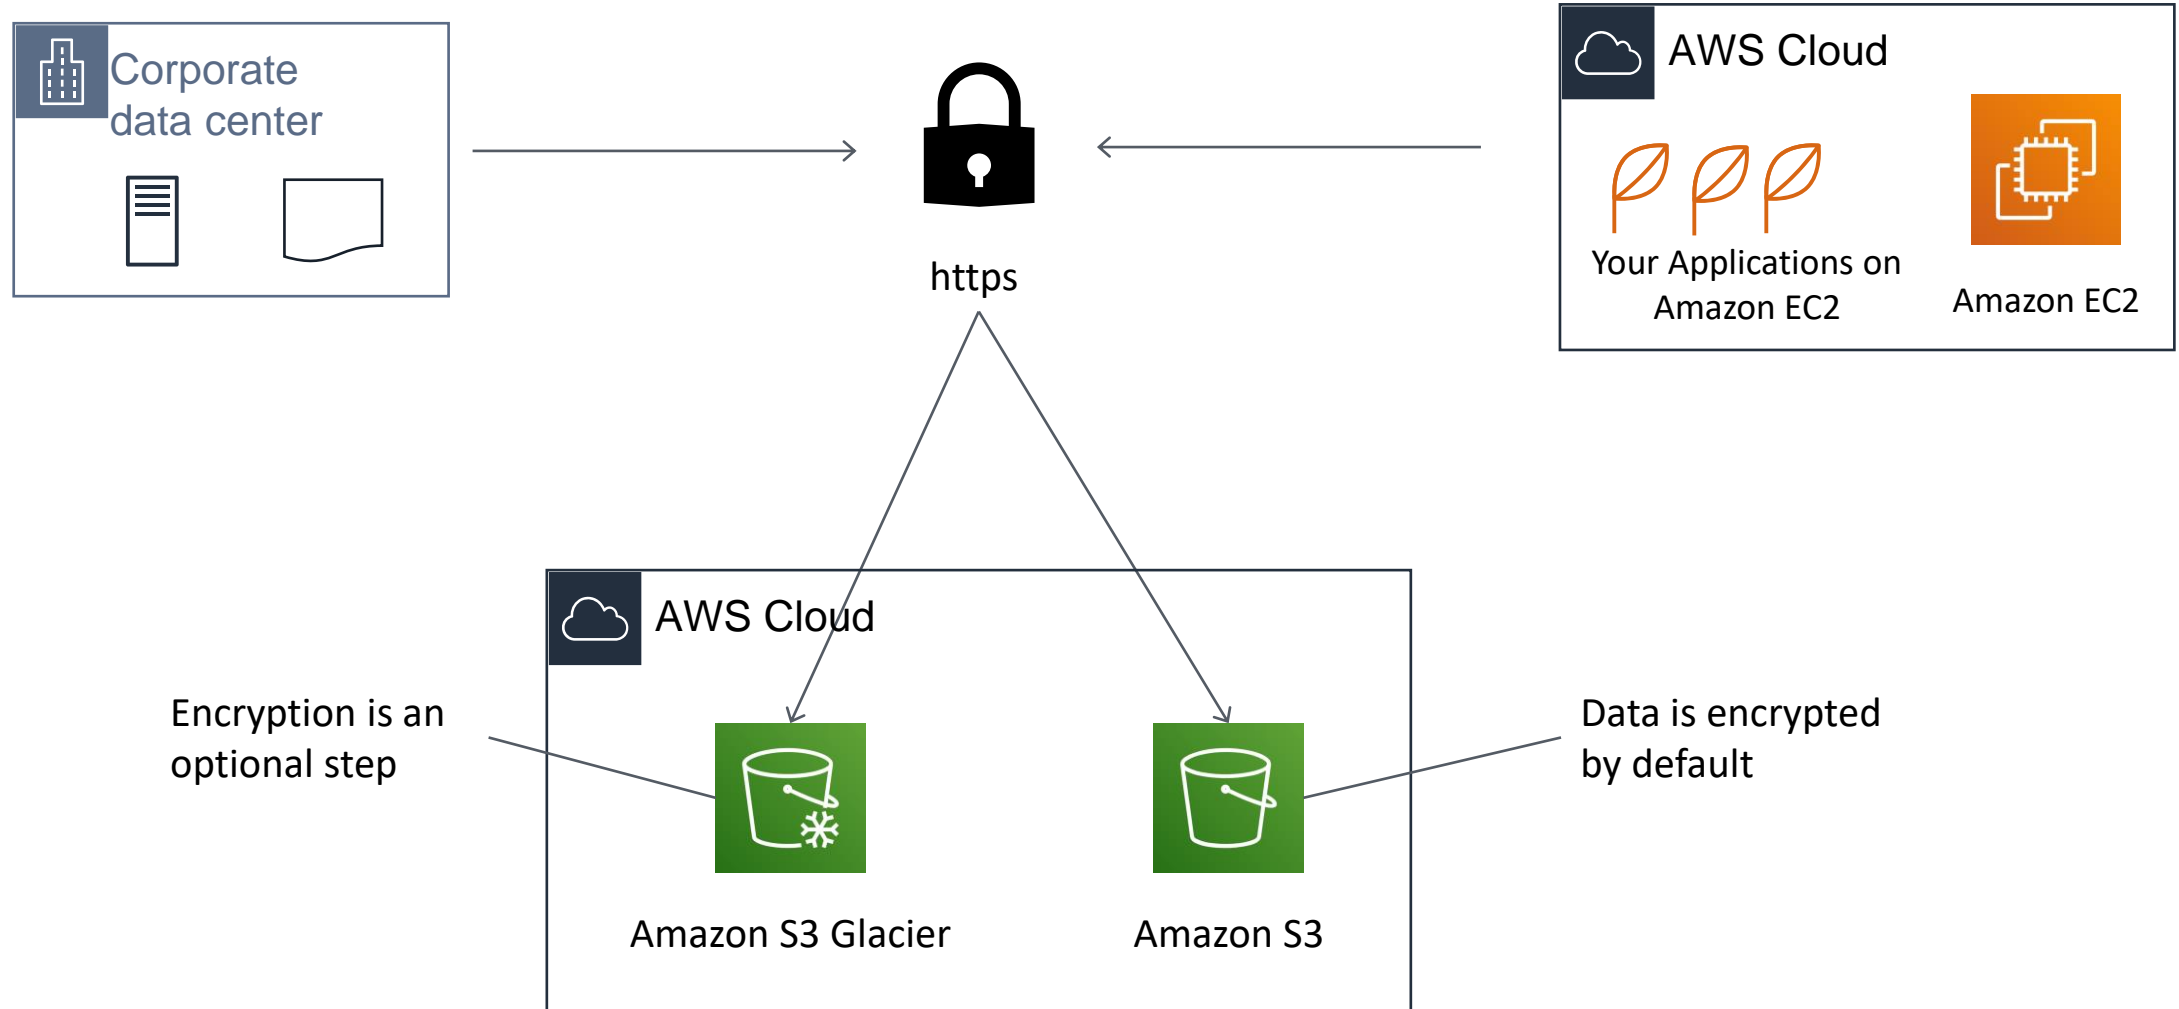 Corporate
data center
https
AWS Cloud
Your Applications on
Amazon EC2
Amazon EC2
AWS Cloud
Encryption is an
optional step
Data is encrypted
by default
Amazon S3 Glacier
Amazon S3